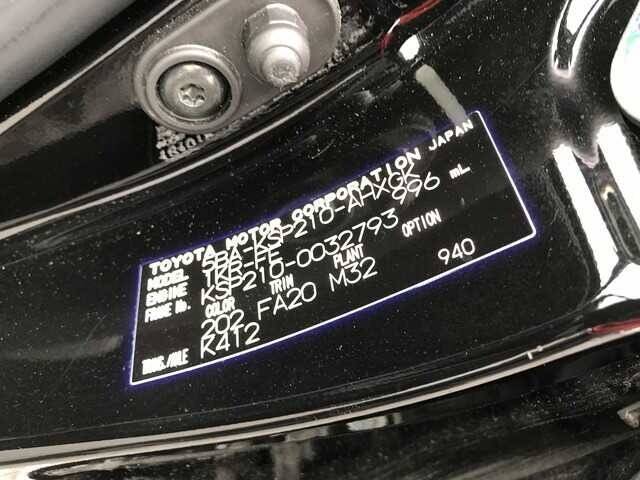 TOYOTA MOTOR CORPORATION JAPAN
MODEL 5BA-KSP210-AHXGK
ENGINE 1KR-FE 996 mL
FRAME No. KSP210-0032793
COLOR TRIM PLANT OPTION
202 FA20 M32 940
TRANS./AXLE K412